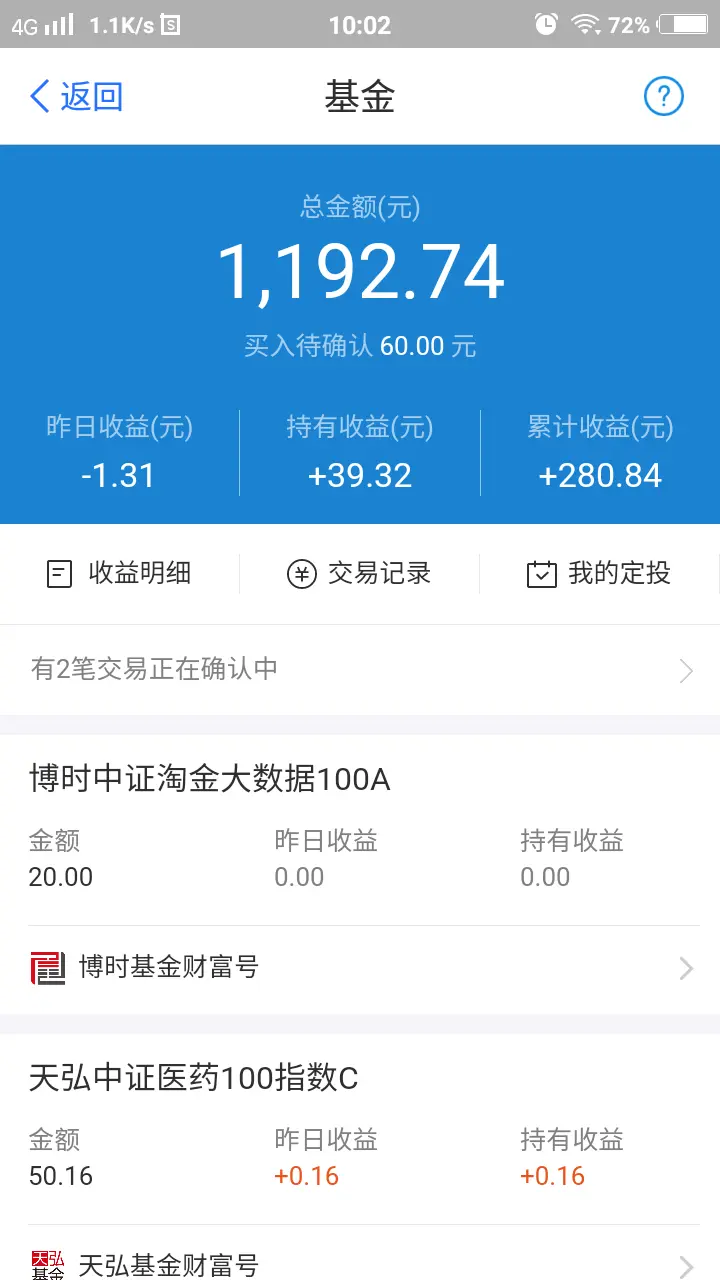 4G 1.1K/s S 10:02 72%
返回 基金 ?
总金额(元)
1,192.74
买入待确认 60.00 元
昨日收益(元) 持有收益(元) 累计收益(元)
-1.31 +39.32 +280.84
收益明细 交易记录 我的定投
有2笔交易正在确认中
博时中证淘金大数据100A
金额 昨日收益 持有收益
20.00 0.00 0.00
博时基金财富号
天弘中证医药100指数C
金额 昨日收益 持有收益
50.16 +0.16 +0.16
天弘
基金
天弘基金财富号